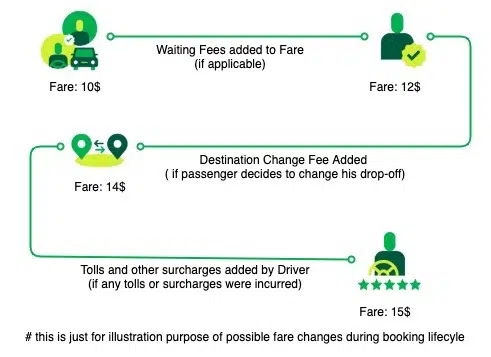 Waiting Fees added to Fare
(if applicable)
Fare: 10$
Fare: 12$
Destination Change Fee Added
( if passenger decides to change his drop-off)
Fare: 14$
Tolls and other surcharges added by Driver
(if any tolls or surcharges were incurred)
Fare: 15$
# this is just for illustration purpose of possible fare changes during booking lifecyle